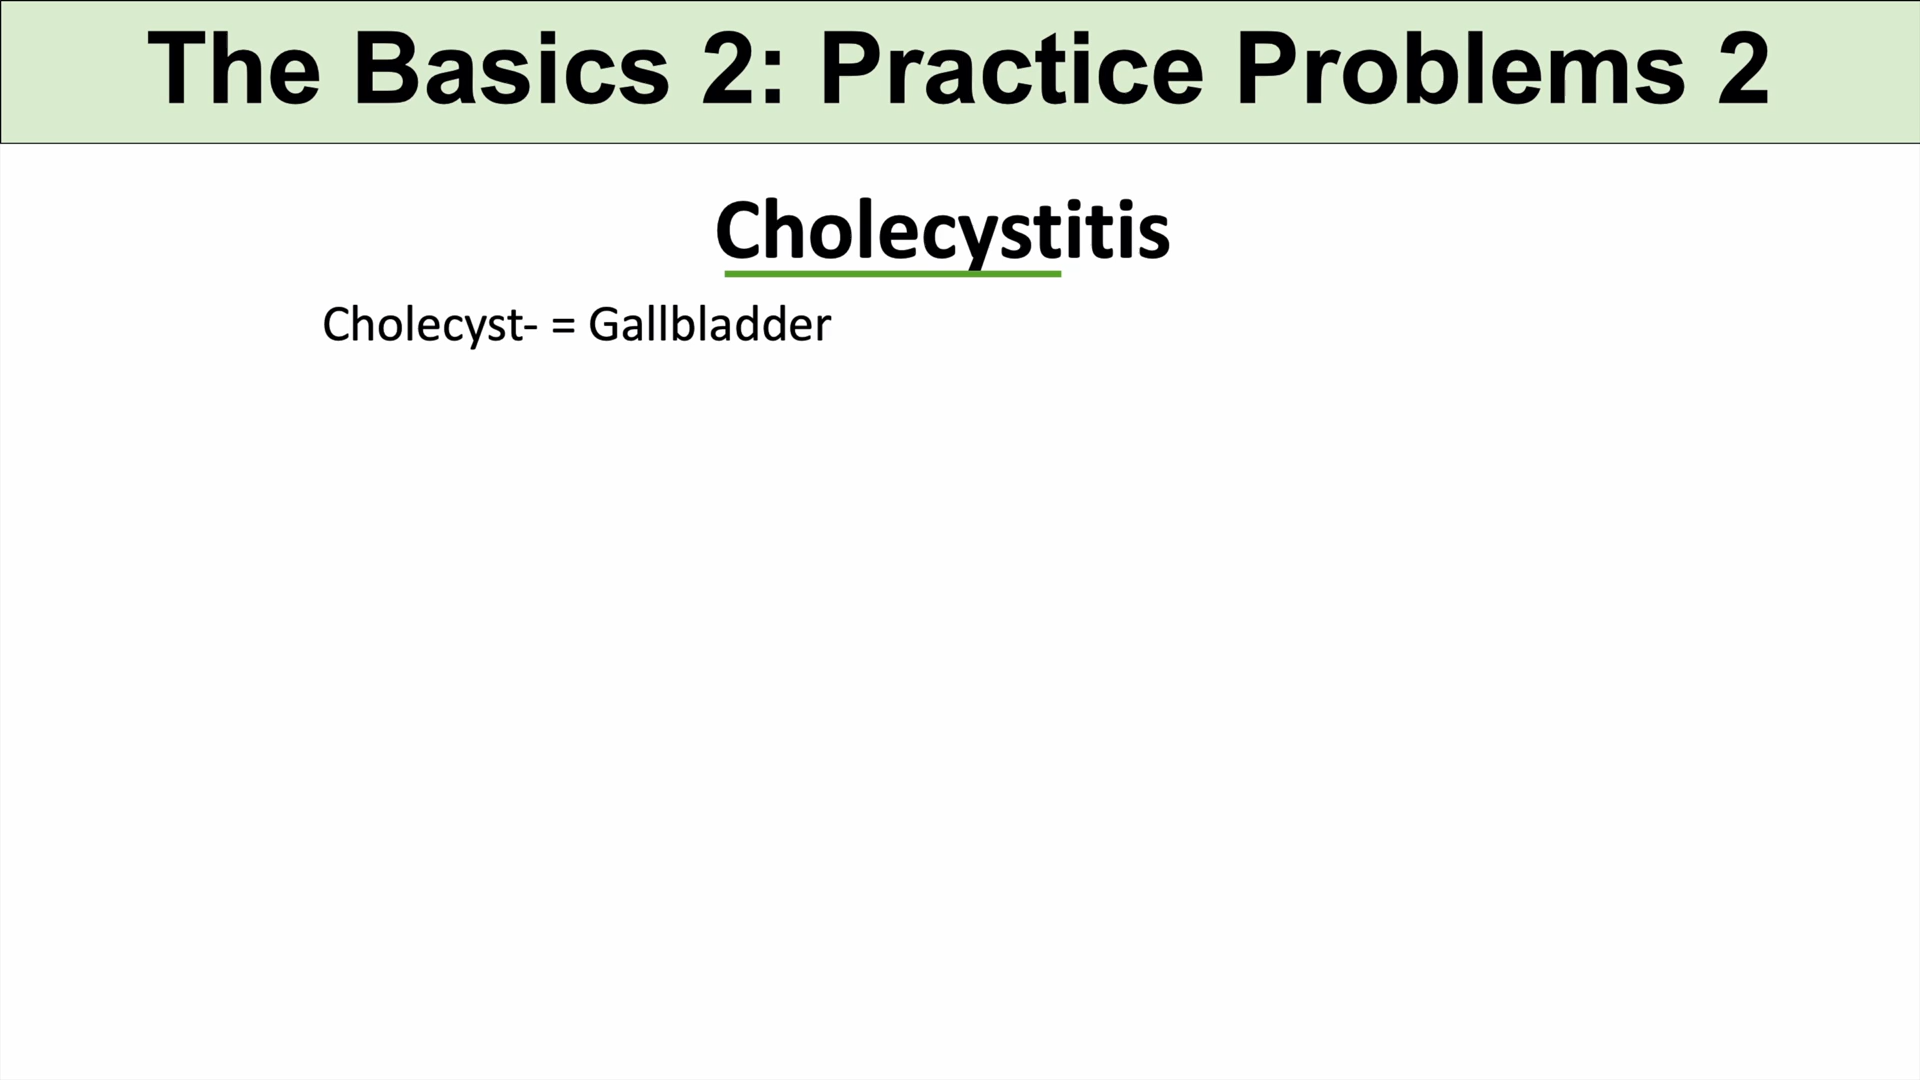 The Basics 2: Practice Problems 2
Cholecystitis
Cholecyst- = Gallbladder